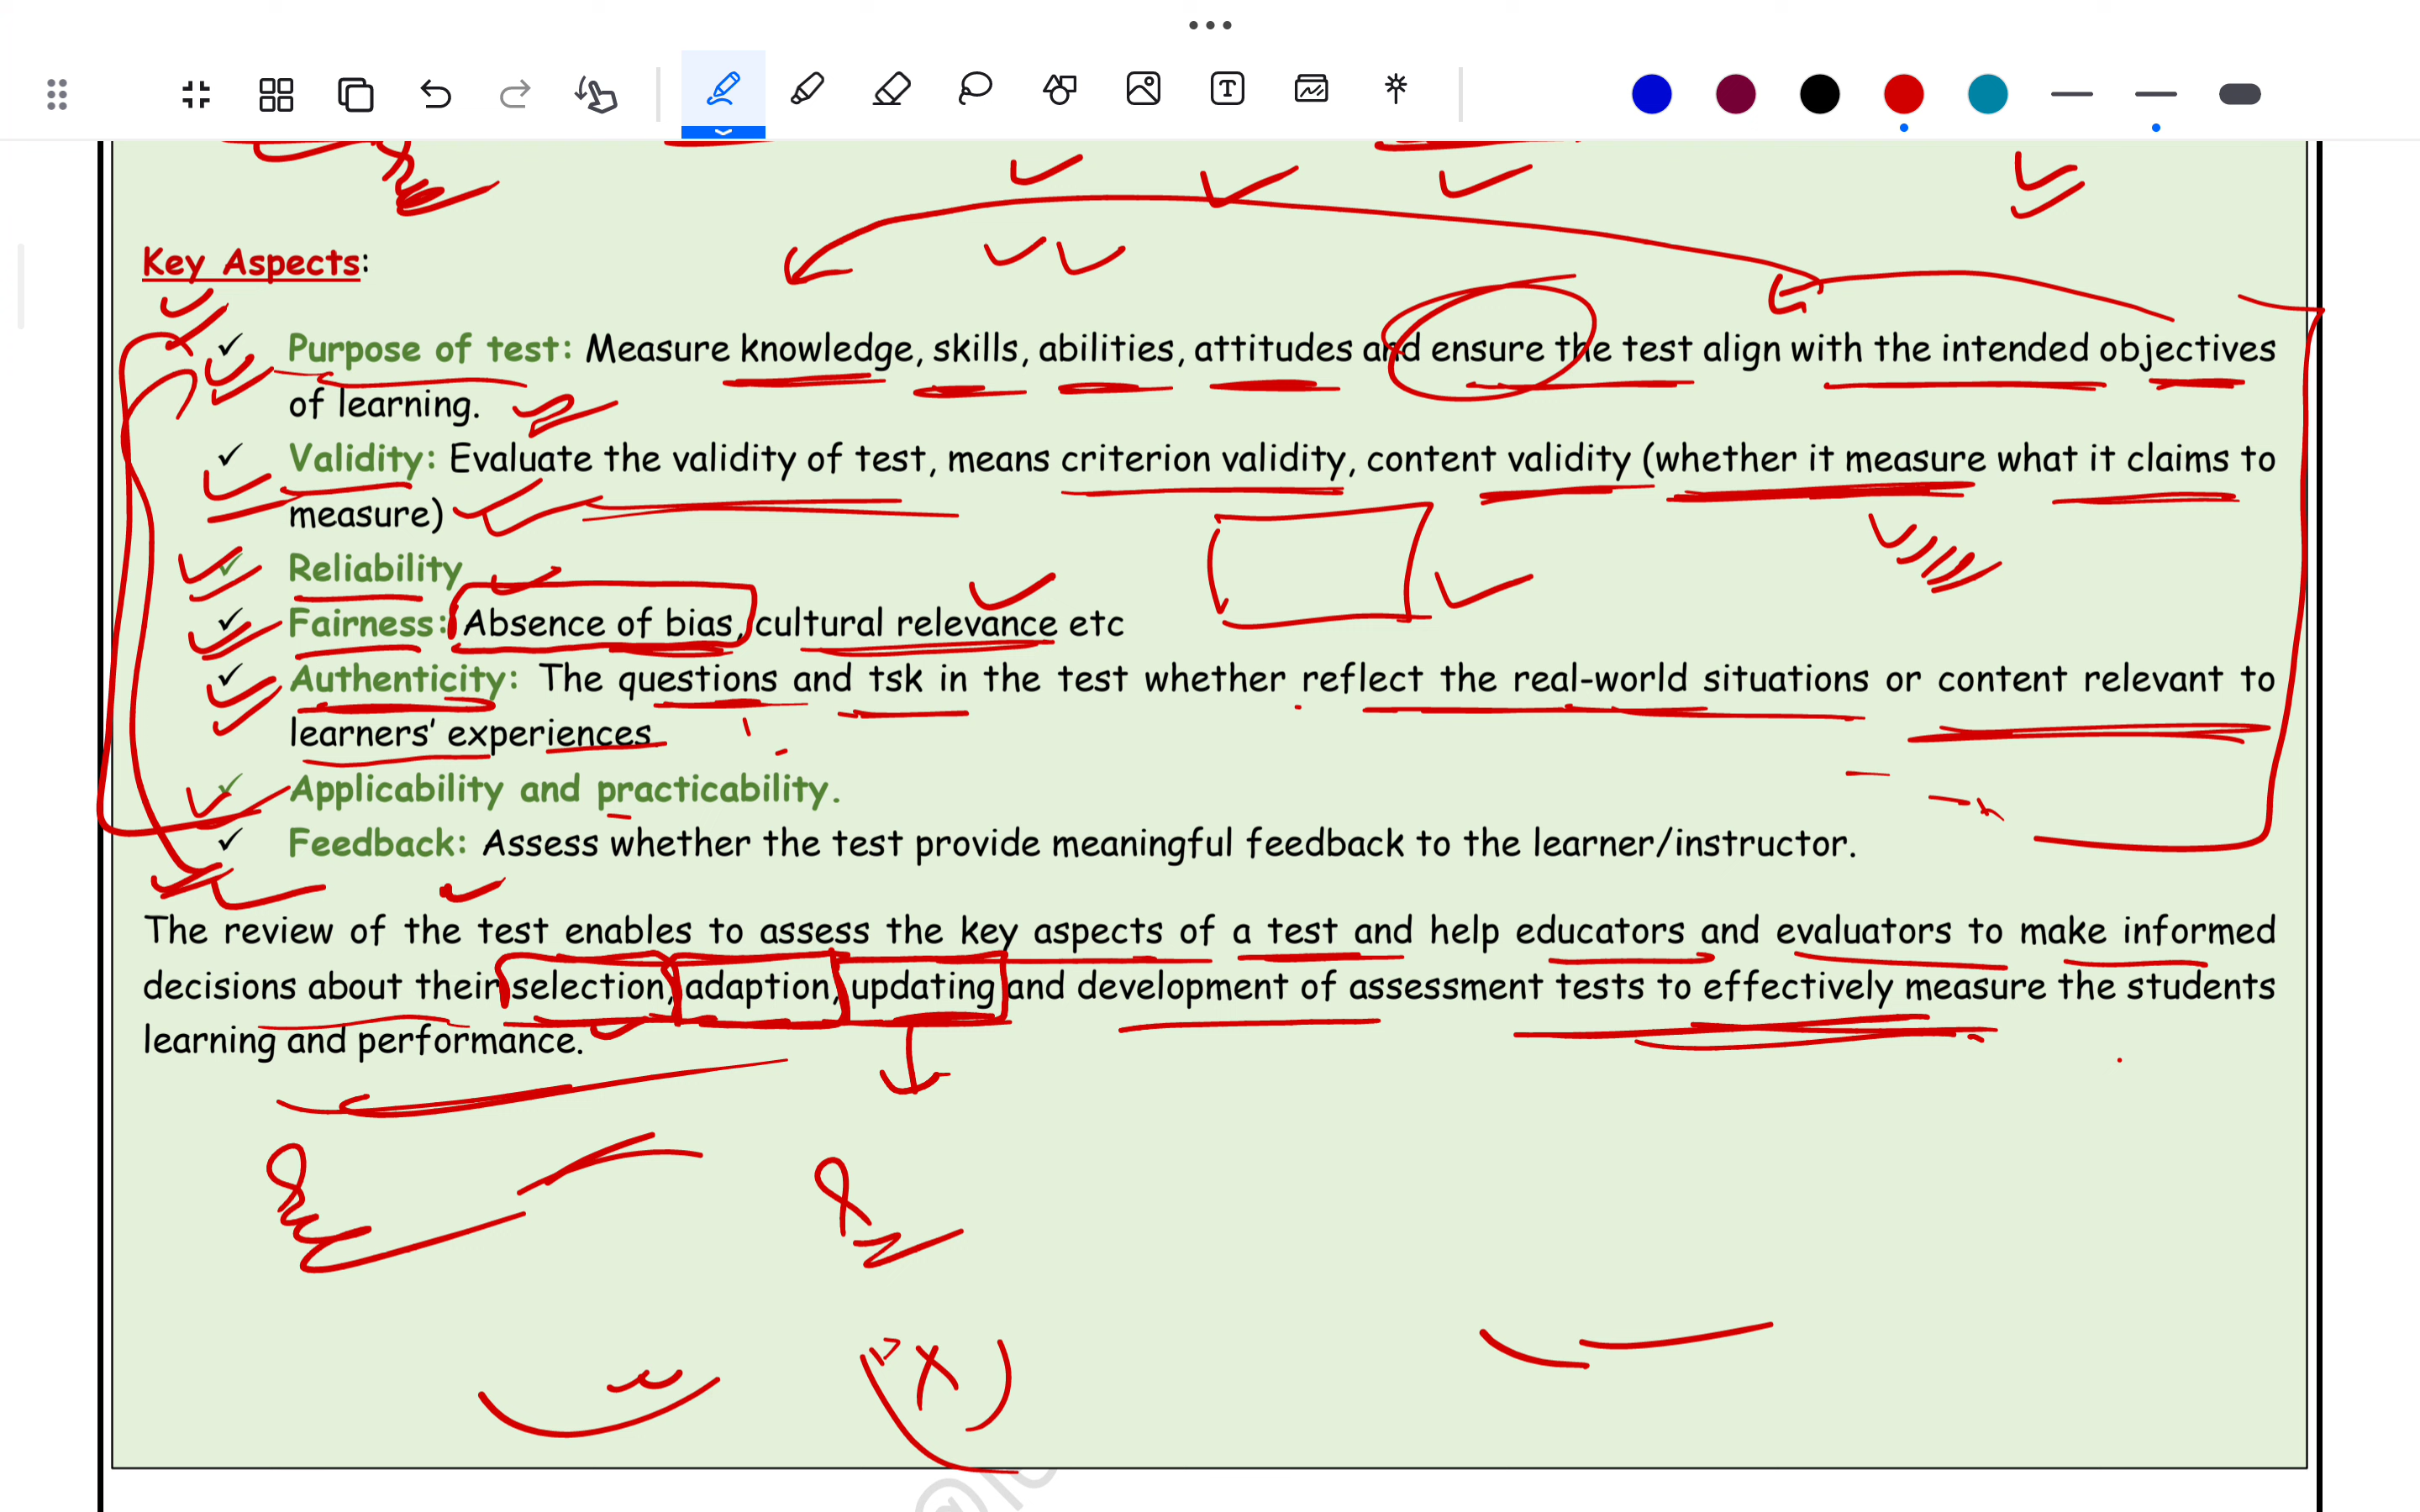 Key Aspects:
✓ Purpose of test: Measure knowledge, skills, abilities, attitudes and ensure the test align with the intended objectives
of learning.
✓ Validity: Evaluate the validity of test, means criterion validity, content validity (whether it measure what it claims to
measure)
✓ Reliability
✓ Fairness: Absence of bias, cultural relevance etc
✓ Authenticity: The questions and tsk in the test whether reflect the real-world situations or content relevant to
learners' experiences.
✓ Applicability and practicability.
✓ Feedback: Assess whether the test provide meaningful feedback to the learner/instructor.
The review of the test enables to assess the key aspects of a test and help educators and evaluators to make informed
decisions about their selection, adaption, updating and development of assessment tests to effectively measure the students
learning and performance.